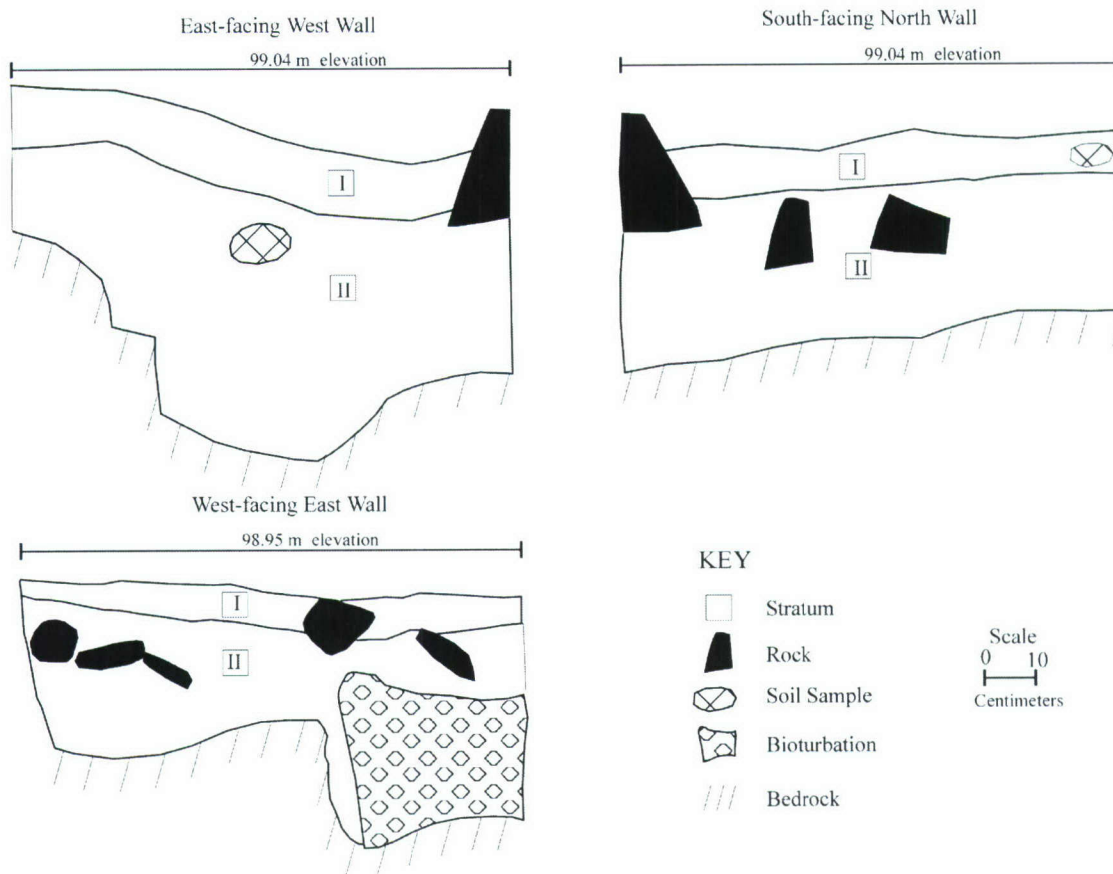 East-facing West Wall
99.04 m elevation
I
II
South-facing North Wall
99.04 m elevation
I
II
West-facing East Wall
98.95 m elevation
I
II
KEY
Stratum
Rock
Soil Sample
Bioturbation
Bedrock
Scale
0 10
Centimeters